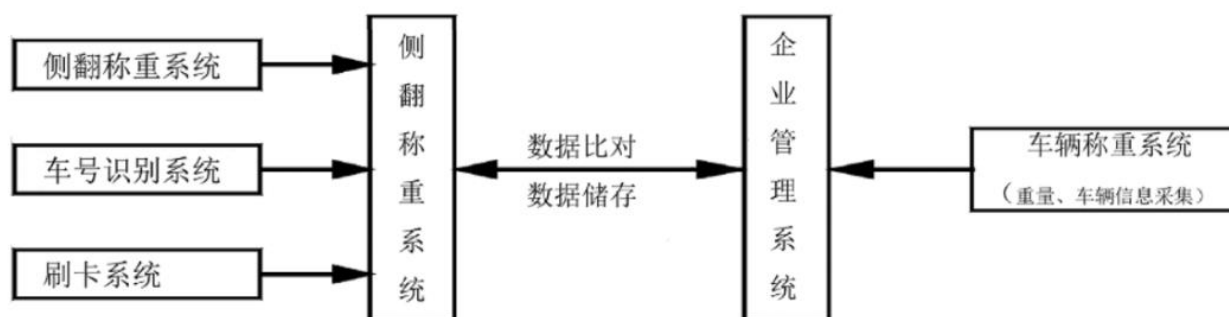 侧翻称重系统
车号识别系统
刷卡系统
侧翻称重系统
数据比对
数据储存
企业管理系统
车辆称重系统
（重量、车辆信息采集）